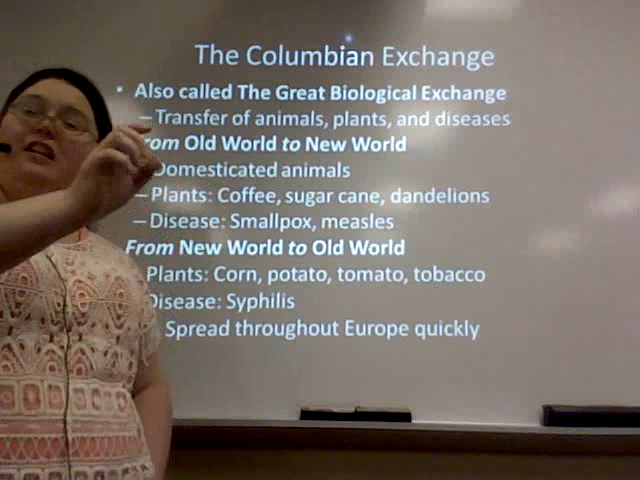 The Columbian Exchange
• Also called The Great Biological Exchange
– Transfer of animals, plants, and diseases
From Old World to New World
Domesticated animals
– Plants: Coffee, sugar cane, dandelions
– Disease: Smallpox, measles
From New World to Old World
Plants: Corn, potato, tomato, tobacco
Disease: Syphilis
Spread throughout Europe quickly